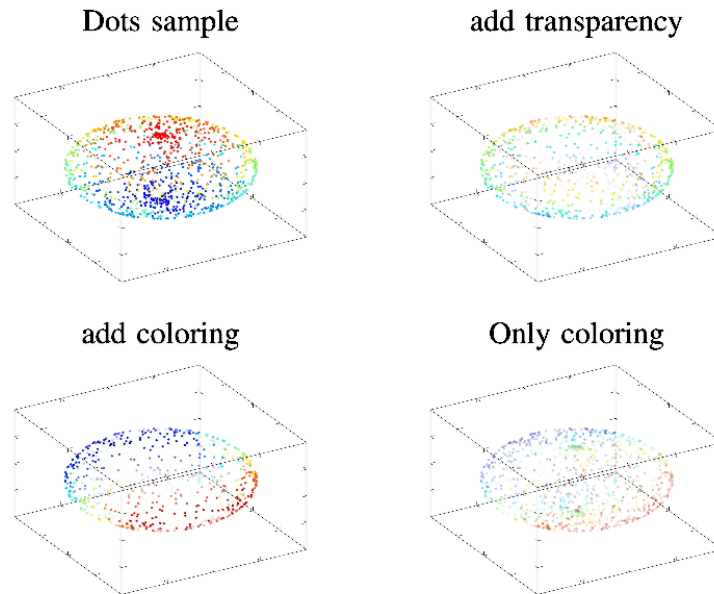 Dots sample
add transparency
add coloring
Only coloring